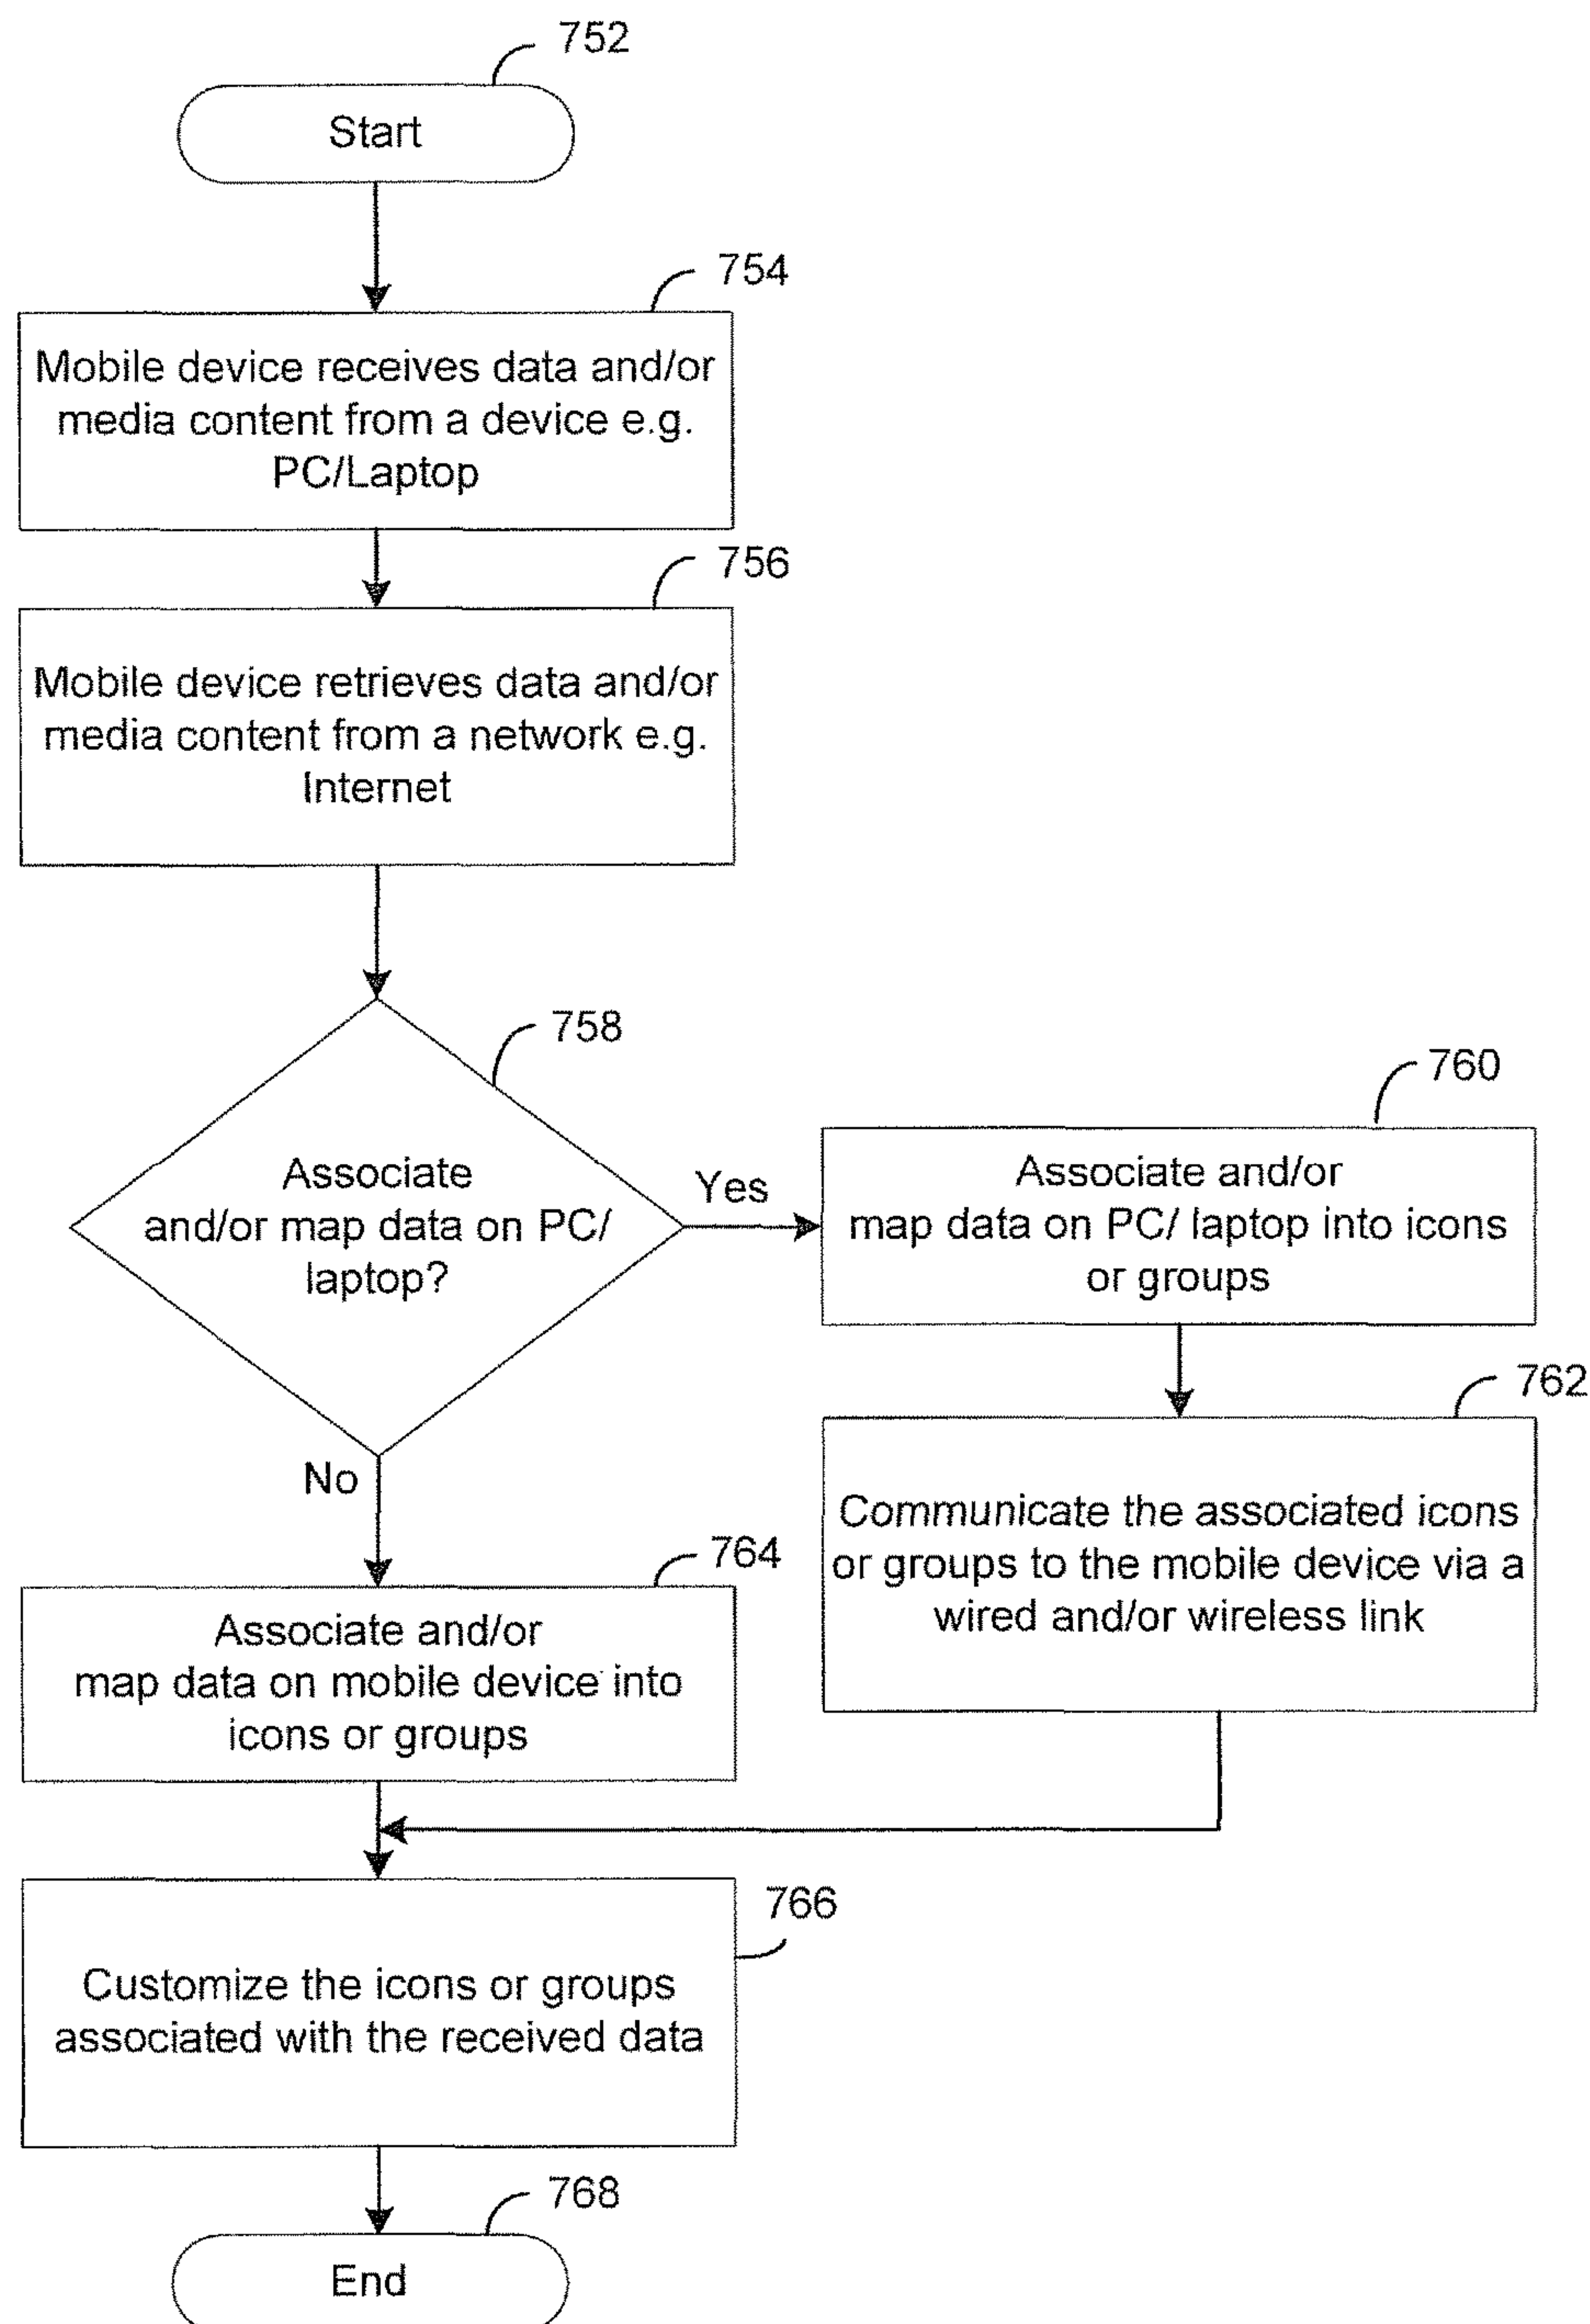 752
Start
754
Mobile device receives data and/or
media content from a device e.g.
PC/Laptop
756
Mobile device retrieves data and/or
media content from a network e.g.
Internet
758
Associate
and/or map data on PC/
laptop?
Yes
760
Associate and/or
map data on PC/ laptop into icons
or groups
762
Communicate the associated icons
or groups to the mobile device via a
wired and/or wireless link
No
764
Associate and/or
map data on mobile device into
icons or groups
766
Customize the icons or groups
associated with the received data
768
End